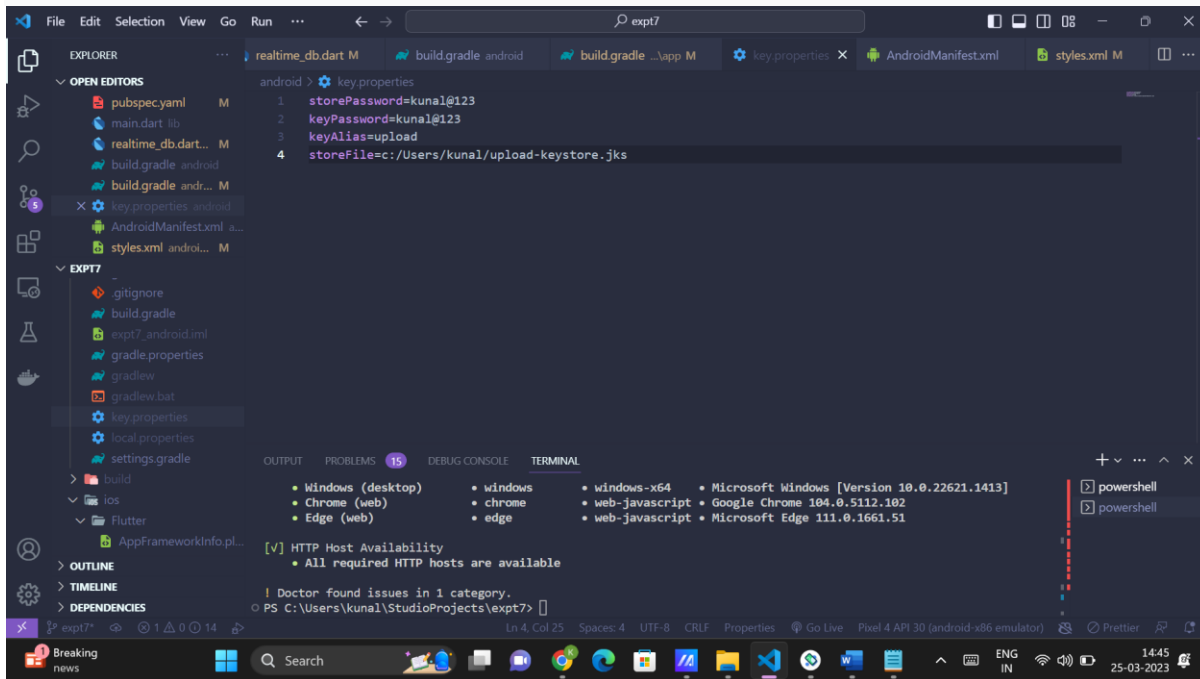 File Edit Selection View Go Run ··· ← → expt7
EXPLORER ···
OPEN EDITORS
pubspec.yaml M
main.dart lib
realtime_db.dart... M
build.gradle android
build.gradle andr... M
key.properties android
AndroidManifest.xml a...
styles.xml androi... M
EXPT7
.gitignore
build.gradle
expt7_android.iml
gradle.properties
gradlew
gradlew.bat
key.properties
local.properties
settings.gradle
build
ios
Flutter
AppFrameworkInfo.pl...
OUTLINE
TIMELINE
DEPENDENCIES
realtime_db.dart M build.gradle android build.gradle ...\app M key.properties AndroidManifest.xml styles.xml M ···
android > key.properties
1 storePassword=kunal@123
2 keyPassword=kunal@123
3 keyAlias=upload
4 storeFile=c:/Users/kunal/upload-keystore.jks
OUTPUT PROBLEMS 15 DEBUG CONSOLE TERMINAL
• Windows (desktop) • windows • windows-x64 • Microsoft Windows [Version 10.0.22621.1413]
• Chrome (web) • chrome • web-javascript • Google Chrome 104.0.5112.102
• Edge (web) • edge • web-javascript • Microsoft Edge 111.0.1661.51
[√] HTTP Host Availability
• All required HTTP hosts are available
! Doctor found issues in 1 category.
PS C:\Users\kunal\StudioProjects\expt7>
powershell
powershell
5
expt7* 1 0 14 Ln 4, Col 25 Spaces: 4 UTF-8 CRLF Properties Go Live Pixel 4 API 30 (android-x86 emulator) Prettier
1 Breaking
news
Search
ENG
IN
14:45
25-03-2023